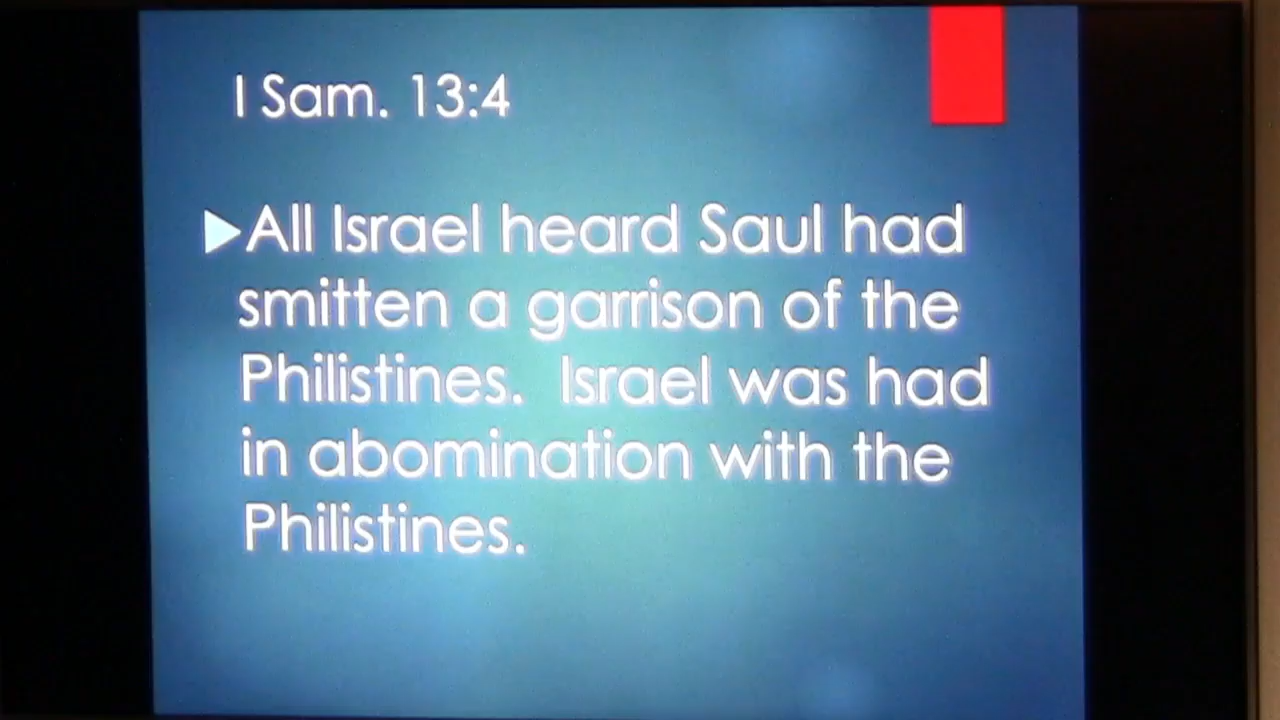 I Sam. 13:4
All Israel heard Saul had
smitten a garrison of the
Philistines. Israel was had
in abomination with the
Philistines.